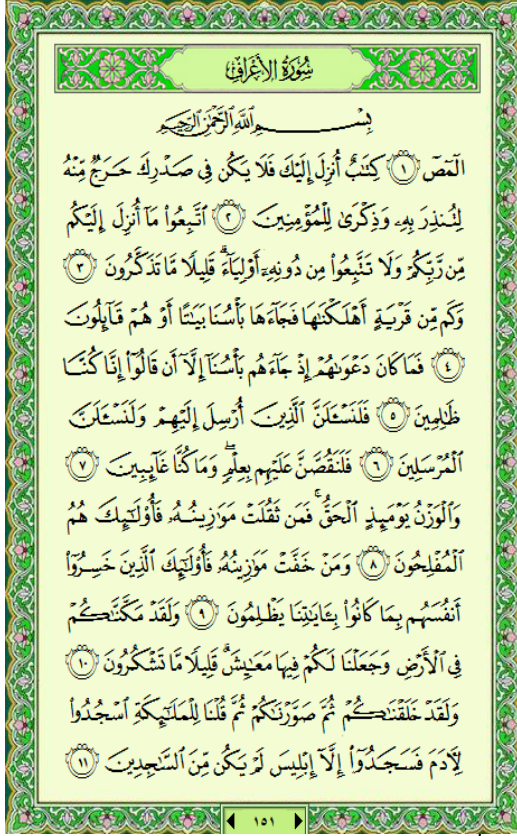 سُورَةُ الأَعْرَافِ
بِسْمِ ٱللَّهِ ٱلرَّحْمَٰنِ ٱلرَّحِيمِ
الٓمٓصٓ ١ كِتَٰبٌ أُنزِلَ إِلَيْكَ فَلَا يَكُن فِى صَدْرِكَ حَرَجٌ مِّنْهُ
لِتُنذِرَ بِهِۦ وَذِكْرَىٰ لِلْمُؤْمِنِينَ ٢ ٱتَّبِعُوا۟ مَآ أُنزِلَ إِلَيْكُم
مِّن رَّبِّكُمْ وَلَا تَتَّبِعُوا۟ مِن دُونِهِۦٓ أَوْلِيَآءَ ۗ قَلِيلًا مَّا تَذَكَّرُونَ ٣
وَكَم مِّن قَرْيَةٍ أَهْلَكْنَٰهَا فَجَآءَهَا بَأْسُنَا بَيَٰتًا أَوْ هُمْ قَآئِلُونَ
٤ فَمَا كَانَ دَعْوَىٰهُمْ إِذْ جَآءَهُم بَأْسُنَآ إِلَّآ أَن قَالُوٓا۟ إِنَّا كُنَّا
ظَٰلِمِينَ ٥ فَلَنَسْـَٔلَنَّ ٱلَّذِينَ أُرْسِلَ إِلَيْهِمْ وَلَنَسْـَٔلَنَّ
ٱلْمُرْسَلِينَ ٦ فَلَنَقُصَّنَّ عَلَيْهِم بِعِلْمٍ ۖ وَمَا كُنَّا غَآئِبِينَ ٧
وَٱلْوَزْنُ يَوْمَئِذٍ ٱلْحَقُّ ۚ فَمَن ثَقُلَتْ مَوَٰزِينُهُۥ فَأُو۟لَٰٓئِكَ هُمُ
ٱلْمُفْلِحُونَ ٨ وَمَنْ خَفَّتْ مَوَٰزِينُهُۥ فَأُو۟لَٰٓئِكَ ٱلَّذِينَ خَسِرُوٓا۟
أَنفُسَهُم بِمَا كَانُوا۟ بِـَٔايَٰتِنَا يَظْلِمُونَ ٩ وَلَقَدْ مَكَّنَّٰكُمْ
فِى ٱلْأَرْضِ وَجَعَلْنَا لَكُمْ فِيهَا مَعَٰيِشَ ۗ قَلِيلًا مَّا تَشْكُرُونَ ١٠
وَلَقَدْ خَلَقْنَٰكُمْ ثُمَّ صَوَّرْنَٰكُمْ ثُمَّ قُلْنَا لِلْمَلَٰٓئِكَةِ ٱسْجُدُوا۟
لِـَٔادَمَ فَسَجَدُوٓا۟ إِلَّآ إِبْلِيسَ لَمْ يَكُن مِّنَ ٱلسَّٰجِدِينَ ١١
١٥١